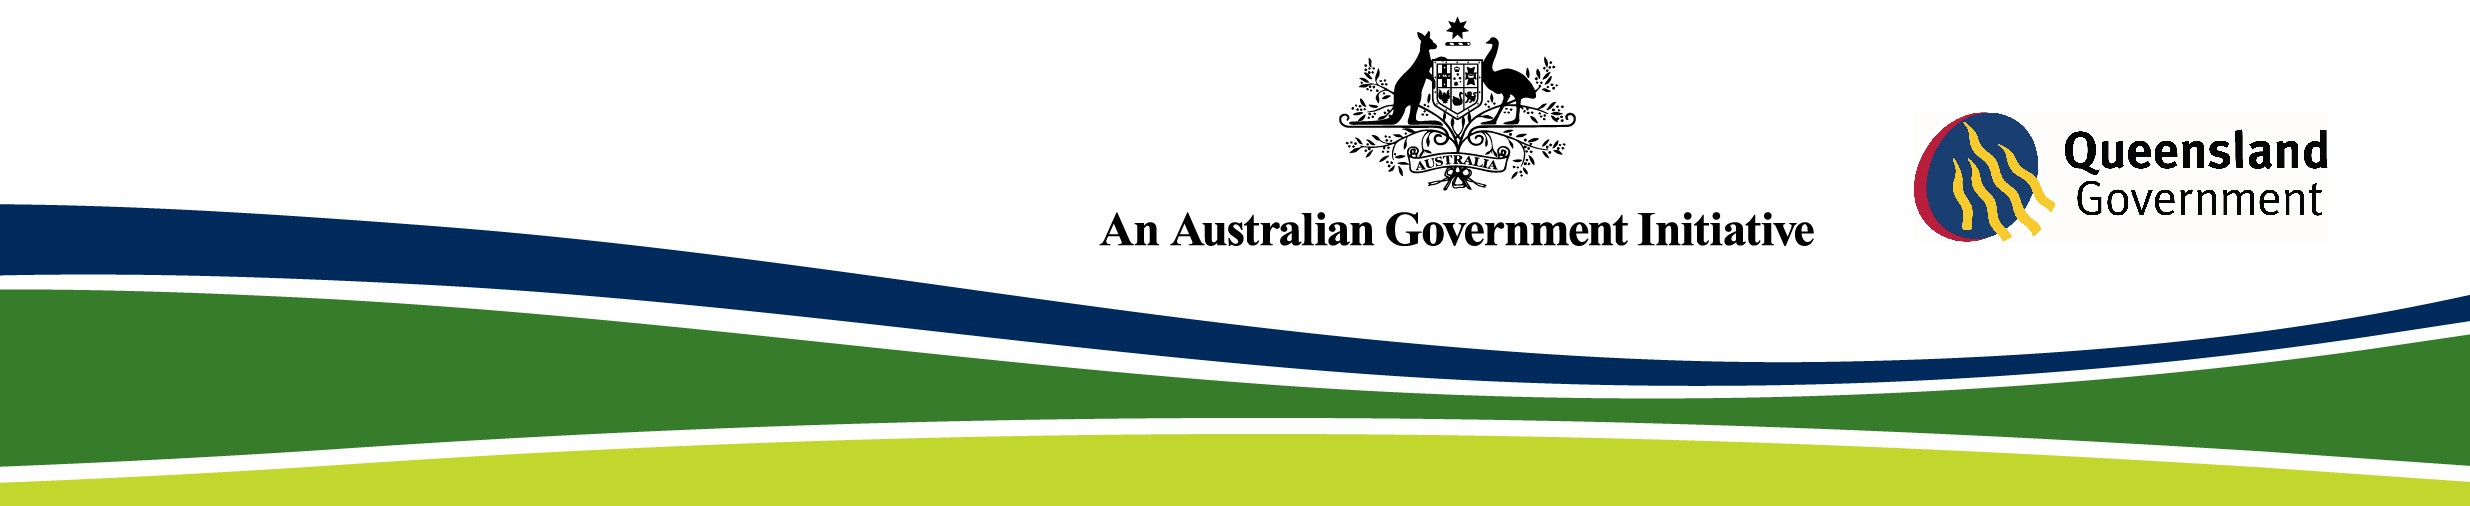 AUSTRALIA
An Australian Government Initiative
Queensland
Government